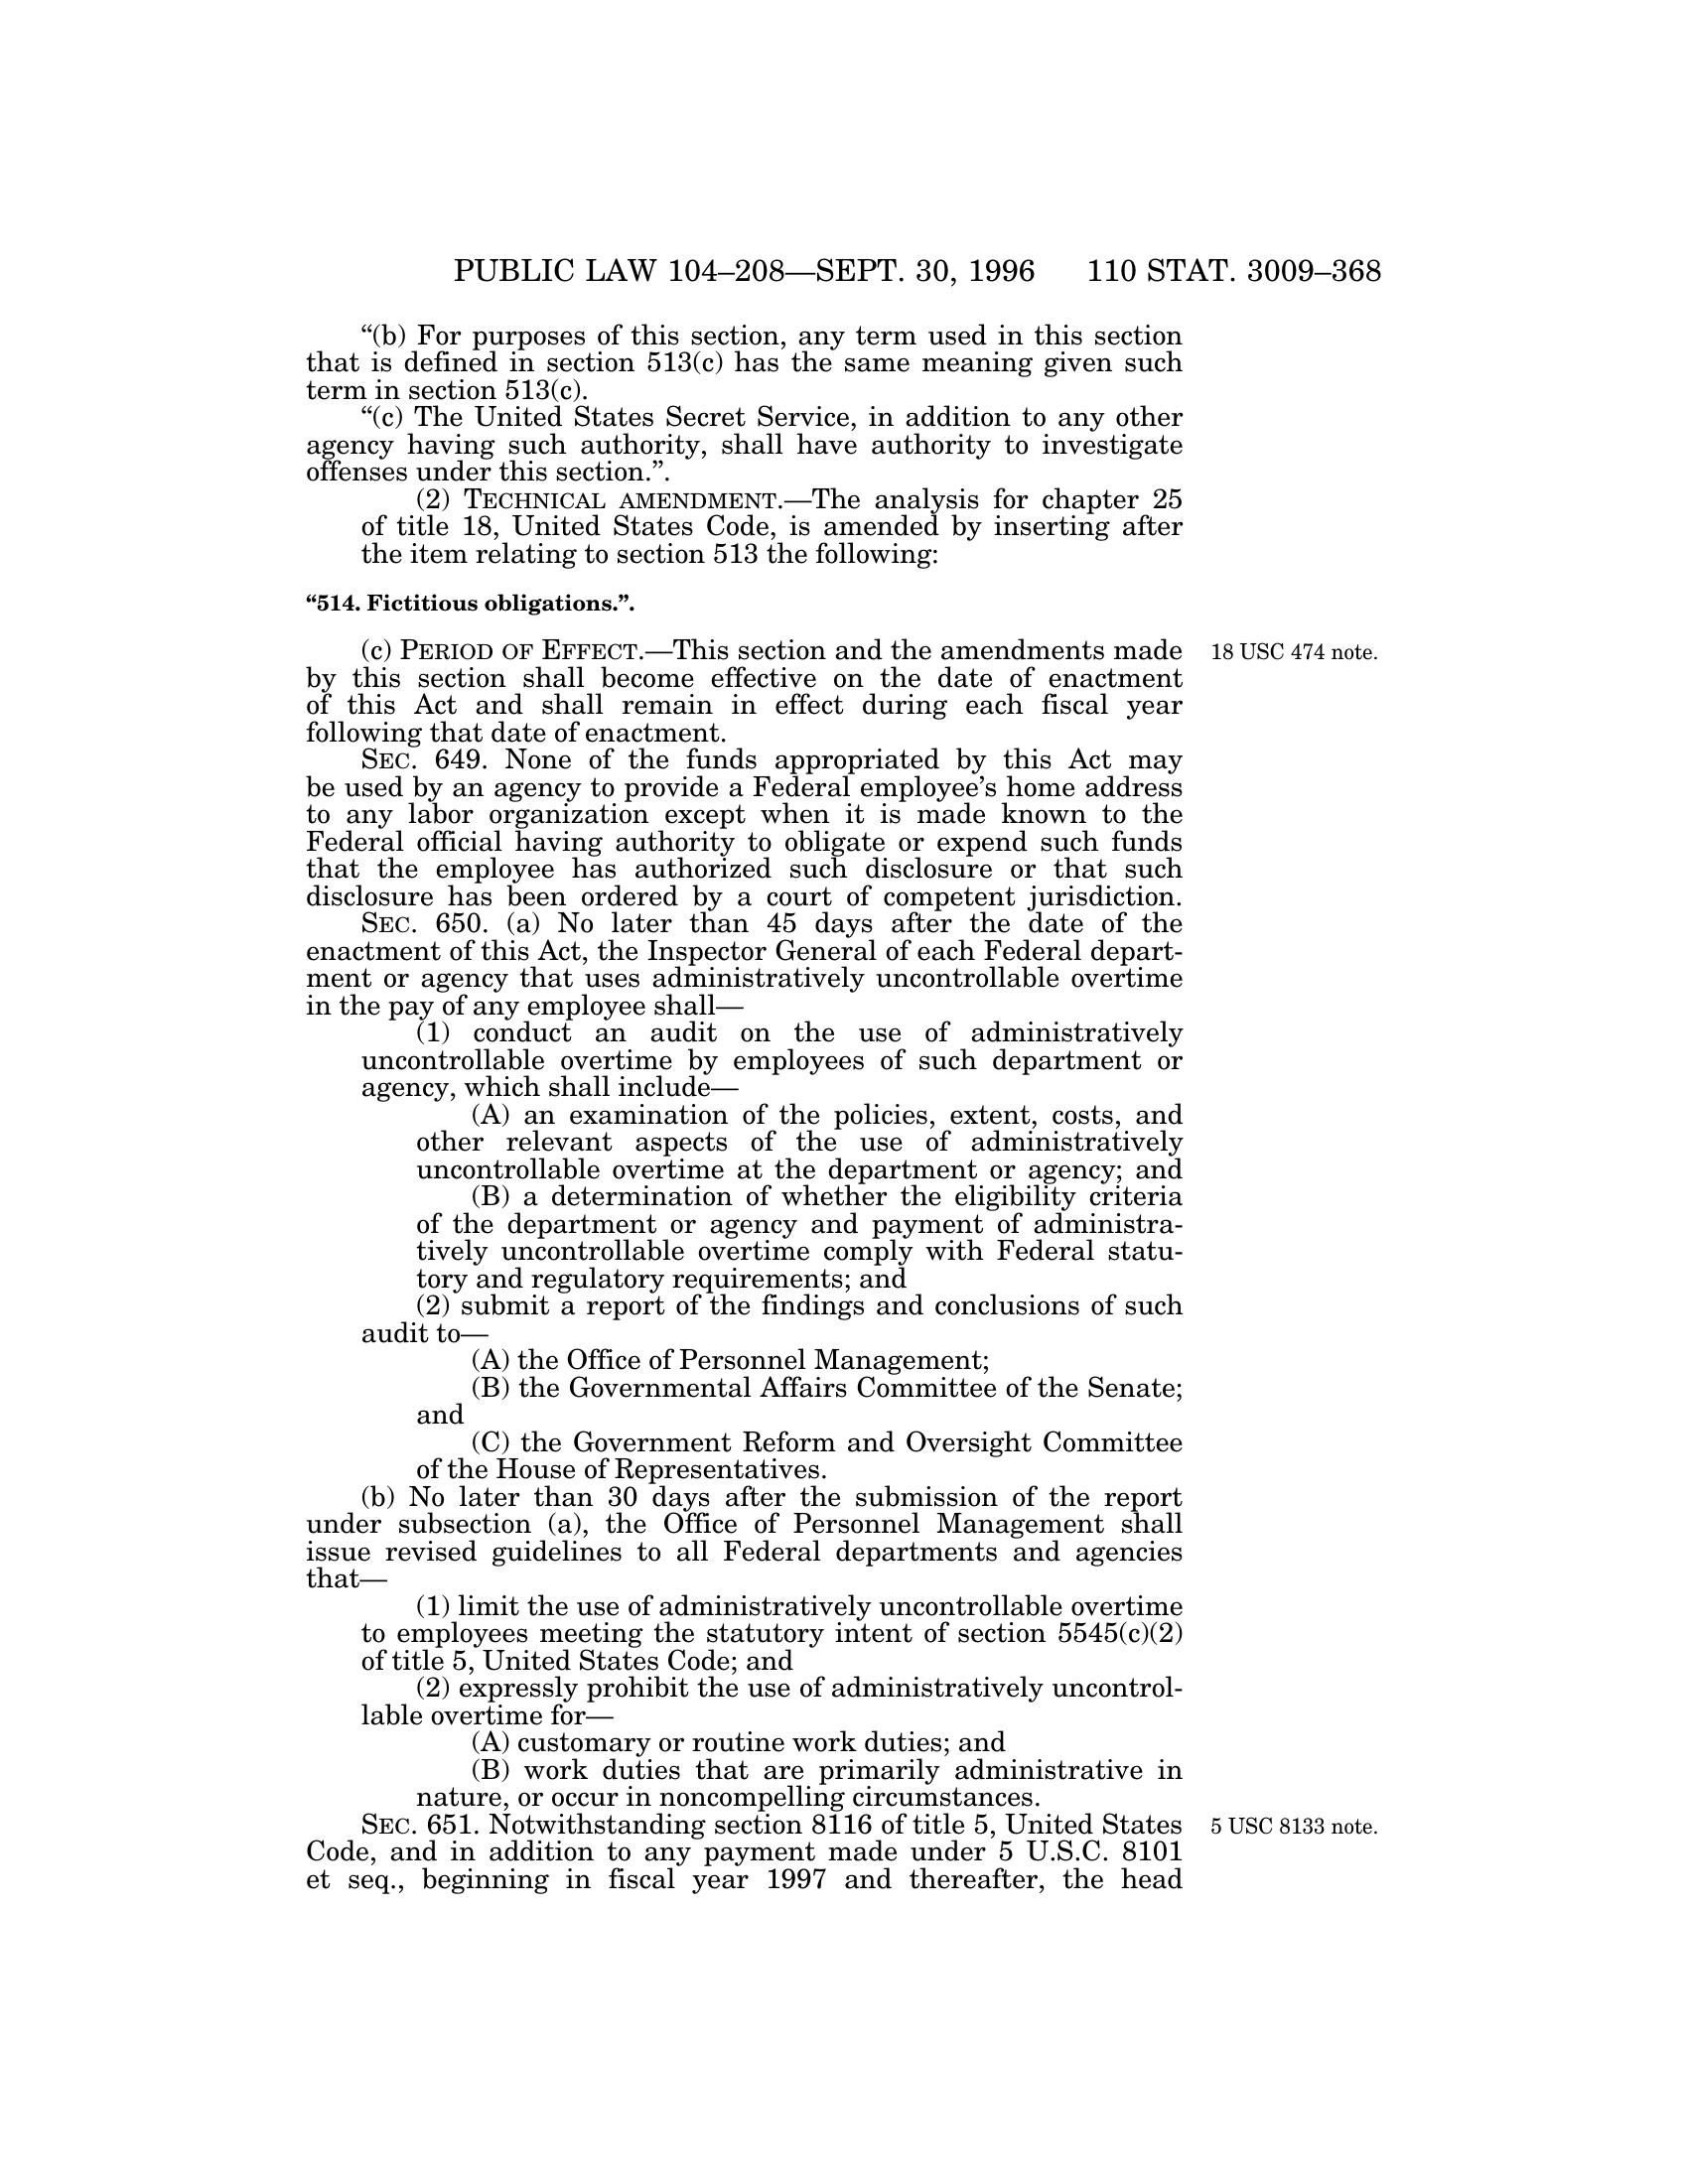 PUBLIC LAW 104–208—SEPT. 30, 1996 110 STAT. 3009–368
“(b) For purposes of this section, any term used in this section
that is defined in section 513(c) has the same meaning given such
term in section 513(c).
“(c) The United States Secret Service, in addition to any other
agency having such authority, shall have authority to investigate
offenses under this section.”.
(2) TECHNICAL AMENDMENT.—The analysis for chapter 25
of title 18, United States Code, is amended by inserting after
the item relating to section 513 the following:
“514. Fictitious obligations.”.
(c) PERIOD OF EFFECT.—This section and the amendments made
18 USC 474 note.
by this section shall become effective on the date of enactment
of this Act and shall remain in effect during each fiscal year
following that date of enactment.
SEC. 649. None of the funds appropriated by this Act may
be used by an agency to provide a Federal employee’s home address
to any labor organization except when it is made known to the
Federal official having authority to obligate or expend such funds
that the employee has authorized such disclosure or that such
disclosure has been ordered by a court of competent jurisdiction.
SEC. 650. (a) No later than 45 days after the date of the
enactment of this Act, the Inspector General of each Federal depart-
ment or agency that uses administratively uncontrollable overtime
in the pay of any employee shall—
(1) conduct an audit on the use of administratively
uncontrollable overtime by employees of such department or
agency, which shall include—
(A) an examination of the policies, extent, costs, and
other relevant aspects of the use of administratively
uncontrollable overtime at the department or agency; and
(B) a determination of whether the eligibility criteria
of the department or agency and payment of administra-
tively uncontrollable overtime comply with Federal statu-
tory and regulatory requirements; and
(2) submit a report of the findings and conclusions of such
audit to—
(A) the Office of Personnel Management;
(B) the Governmental Affairs Committee of the Senate;
and
(C) the Government Reform and Oversight Committee
of the House of Representatives.
(b) No later than 30 days after the submission of the report
under subsection (a), the Office of Personnel Management shall
issue revised guidelines to all Federal departments and agencies
that—
(1) limit the use of administratively uncontrollable overtime
to employees meeting the statutory intent of section 5545(c)(2)
of title 5, United States Code; and
(2) expressly prohibit the use of administratively uncontrol-
lable overtime for—
(A) customary or routine work duties; and
(B) work duties that are primarily administrative in
nature, or occur in noncompelling circumstances.
SEC. 651. Notwithstanding section 8116 of title 5, United States
5 USC 8133 note.
Code, and in addition to any payment made under 5 U.S.C. 8101
et seq., beginning in fiscal year 1997 and thereafter, the head